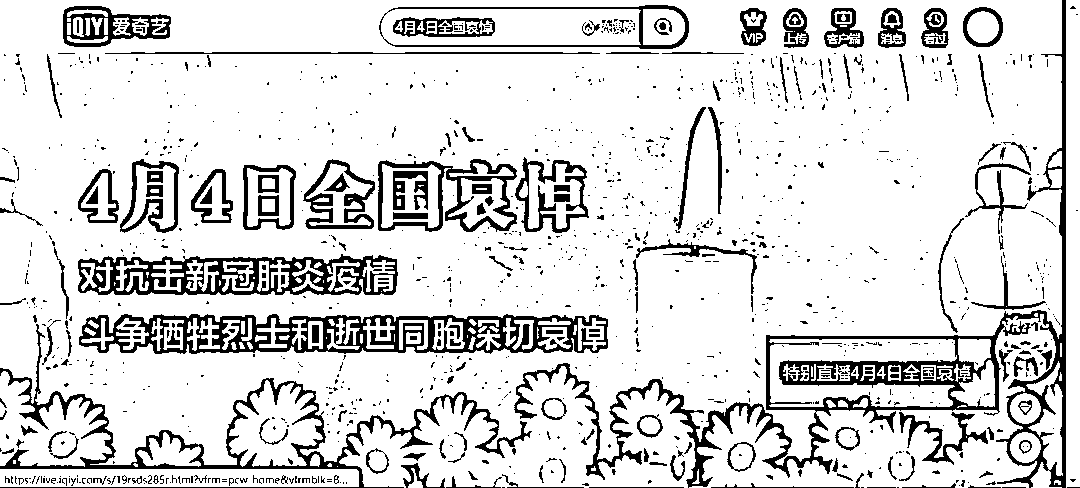 iQIY 爱奇艺
4月4日全国哀悼
热搜榜
VIP
上传
客户端
消息
看过
4月4日全国哀悼
对抗击新冠肺炎疫情
斗争牺牲烈士和逝世同胞深切哀悼
特别直播4月4日全国哀悼
https://live.iqiyi.com/s/19rsds285r.html?vfrm=pcw_home&vfrmblk=B...